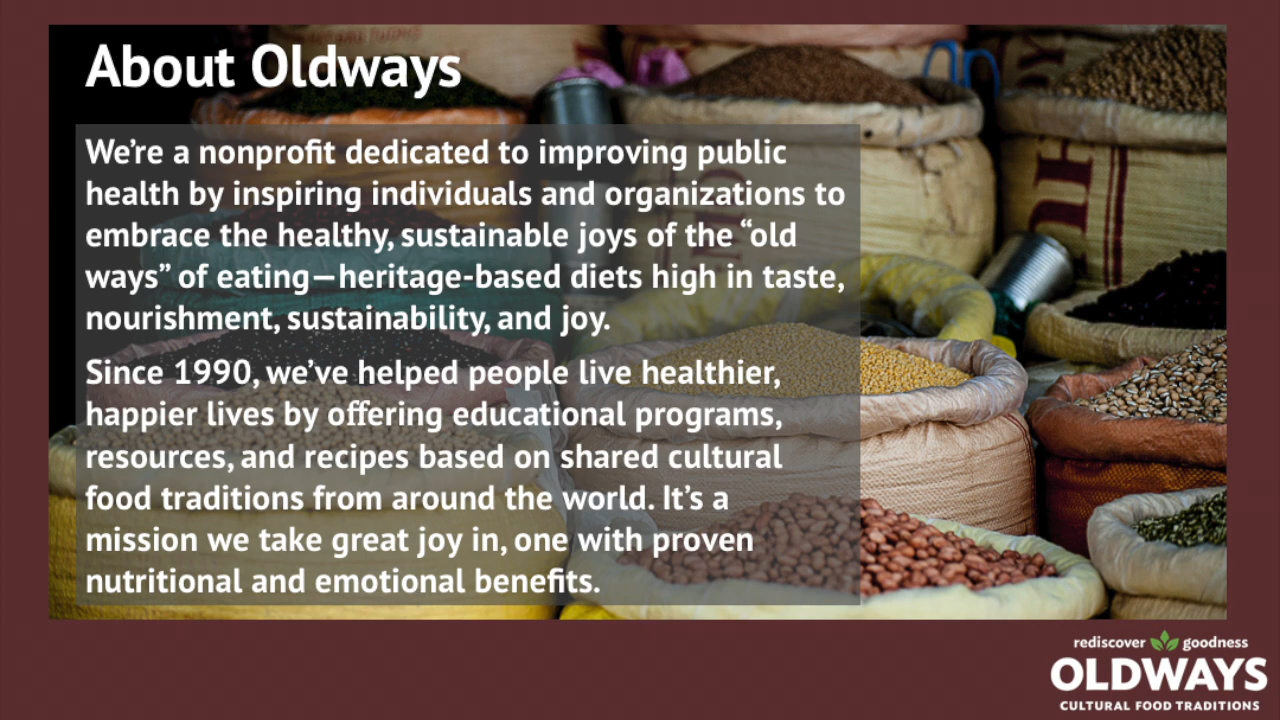 About Oldways
We’re a nonprofit dedicated to improving public
health by inspiring individuals and organizations to
embrace the healthy, sustainable joys of the “old
ways” of eating—heritage-based diets high in taste,
nourishment, sustainability, and joy.
Since 1990, we’ve helped people live healthier,
happier lives by offering educational programs,
resources, and recipes based on shared cultural
food traditions from around the world. It’s a
mission we take great joy in, one with proven
nutritional and emotional benefits.
rediscover goodness
OLDWAYS
CULTURAL FOOD TRADITIONS